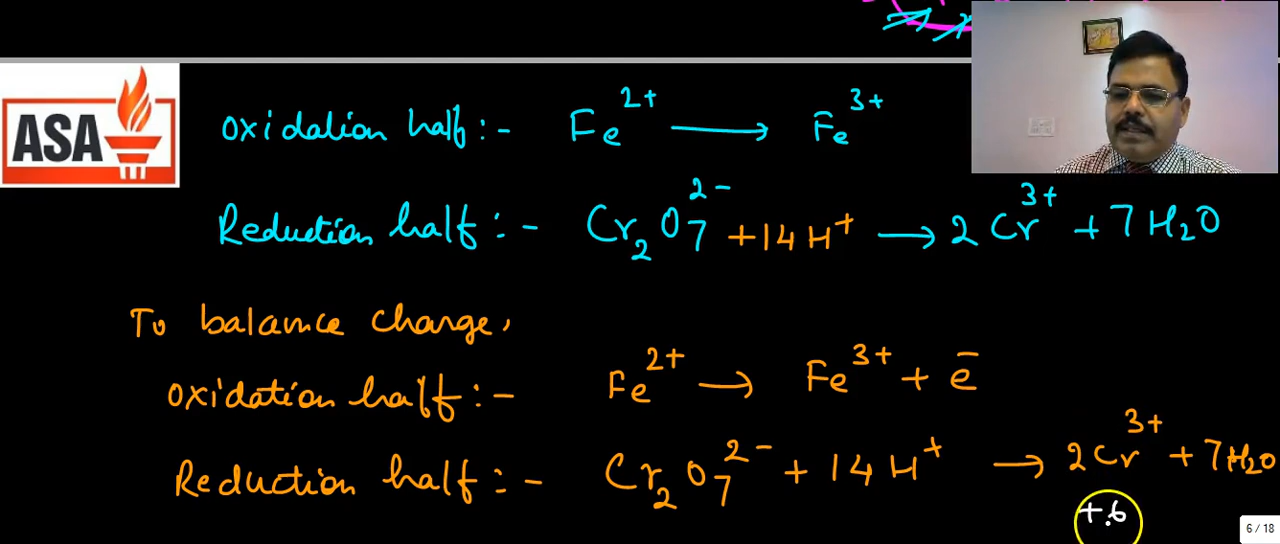 ASA
Oxidation half:- Fe²⁺ ⟶ Fe³⁺
Reduction half:- Cr₂O₇²⁻ + 14H⁺ ⟶ 2Cr³⁺ + 7H₂O
To balance charge,
Oxidation half:- Fe²⁺ ⟶ Fe³⁺ + e⁻
Reduction half:- Cr₂O₇²⁻ + 14H⁺ ⟶ 2Cr³⁺ + 7H₂O
+6
6 / 18